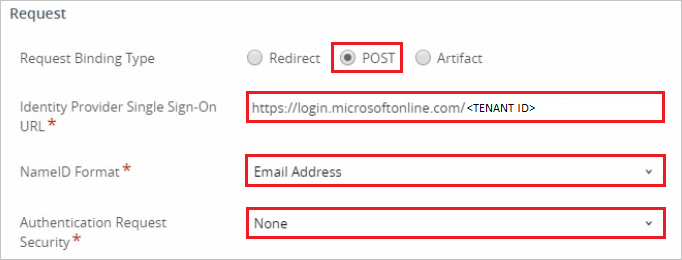 Request
Request Binding Type Redirect POST Artifact
Identity Provider Single Sign-On
URL* https://login.microsoftonline.com/<TENANT ID>
NameID Format* Email Address
Authentication Request
Security* None